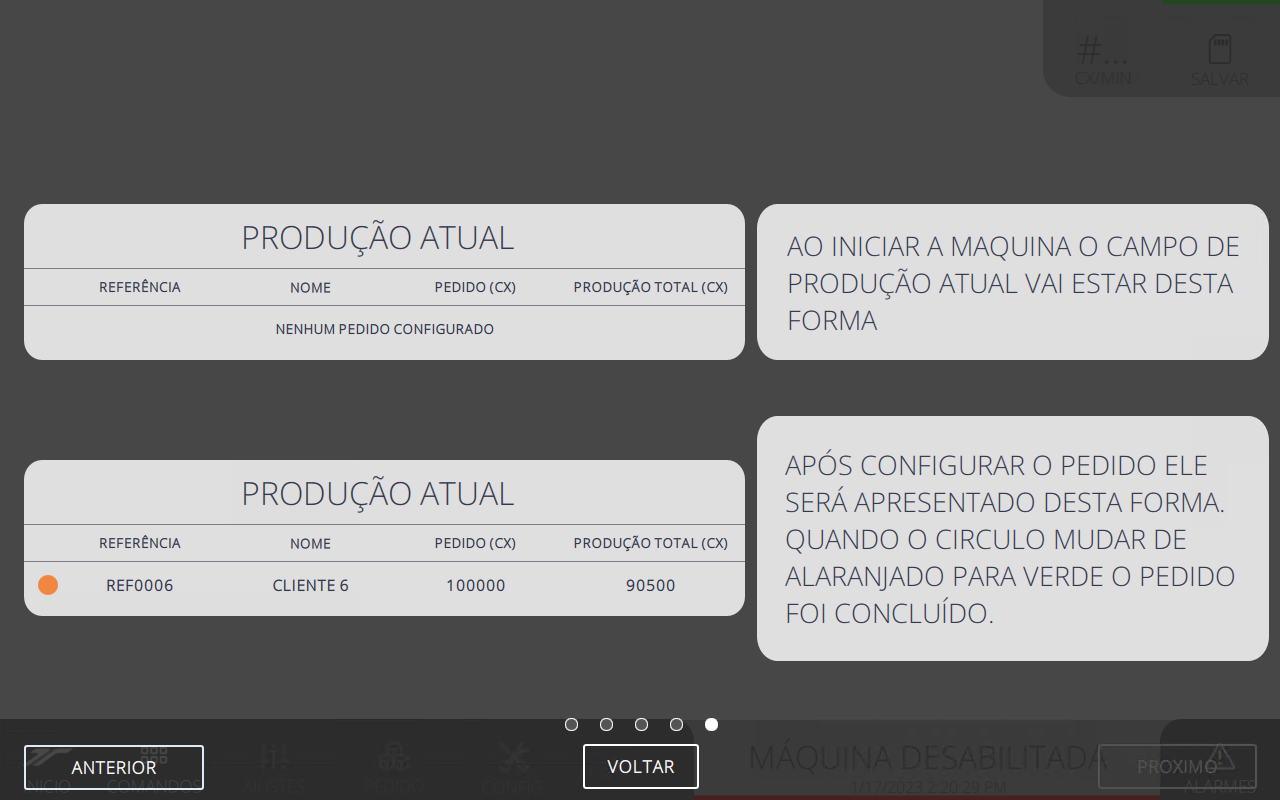 #...
CX/MIN
SALVAR
PRODUÇÃO ATUAL
REFERÊNCIA NOME PEDIDO (CX) PRODUÇÃO TOTAL (CX)
NENHUM PEDIDO CONFIGURADO
AO INICIAR A MAQUINA O CAMPO DE
PRODUÇÃO ATUAL VAI ESTAR DESTA
FORMA
PRODUÇÃO ATUAL
REFERÊNCIA NOME PEDIDO (CX) PRODUÇÃO TOTAL (CX)
REF0006 CLIENTE 6 100000 90500
APÓS CONFIGURAR O PEDIDO ELE
SERÁ APRESENTADO DESTA FORMA.
QUANDO O CIRCULO MUDAR DE
ALARANJADO PARA VERDE O PEDIDO
FOI CONCLUÍDO.
ANTERIOR
VOLTAR
PROXIMO
INICIO COMANDOS AJUSTES PEDIDO CONFIG
MÁQUINA DESABILITADA
1/17/2023 2:20:29 PM
ALARMES